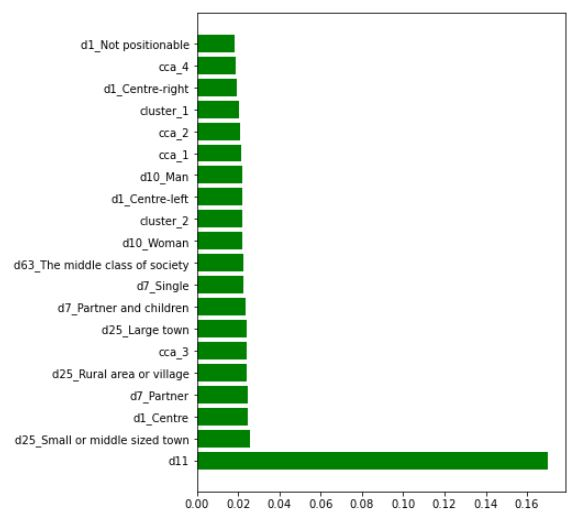 d1_Not positionable
cca_4
d1_Centre-right
cluster_1
cca_2
cca_1
d10_Man
d1_Centre-left
cluster_2
d10_Woman
d63_The middle class of society
d7_Single
d7_Partner and children
d25_Large town
cca_3
d25_Rural area or village
d7_Partner
d1_Centre
d25_Small or middle sized town
d11
0.00 0.02 0.04 0.06 0.08 0.10 0.12 0.14 0.16